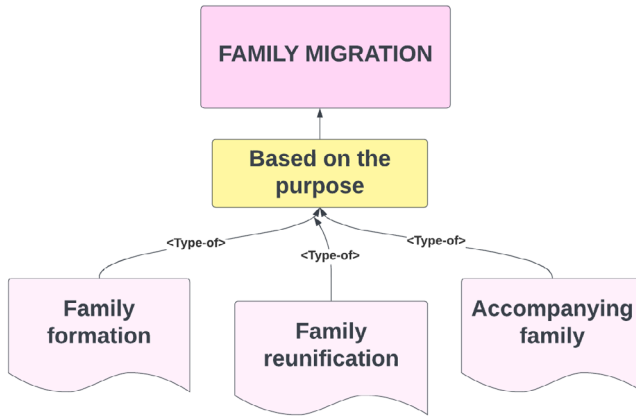 FAMILY MIGRATION
Based on the
purpose
<Type-of>
<Type-of>
<Type-of>
Family
formation
Family
reunification
Accompanying
family